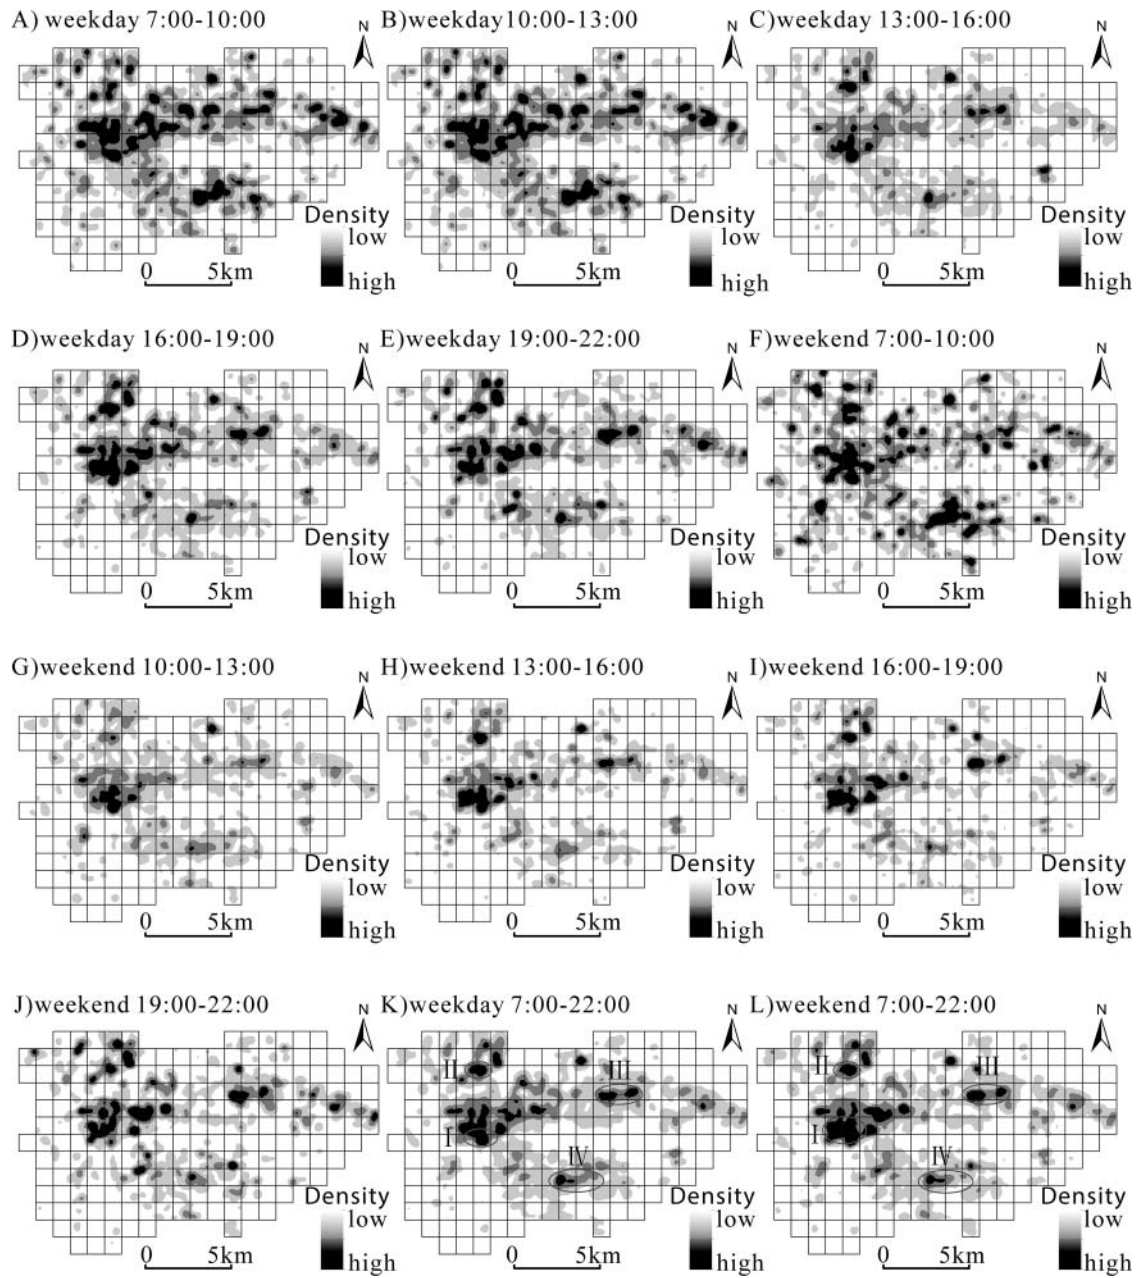 A) weekday 7:00-10:00
N
Density
low
high
0 5km
B) weekday10:00-13:00
N
Density
low
high
0 5km
C) weekday 13:00-16:00
N
Density
low
high
0 5km
D)weekday 16:00-19:00
N
Density
low
high
0 5km
E) weekday 19:00-22:00
N
Density
low
high
0 5km
F)weekend 7:00-10:00
N
Density
low
high
0 5km
G)weekend 10:00-13:00
N
Density
low
high
0 5km
H)weekend 13:00-16:00
N
Density
low
high
0 5km
I)weekend 16:00-19:00
N
Density
low
high
0 5km
J)weekend 19:00-22:00
N
Density
low
high
0 5km
K)weekday 7:00-22:00
N
II
III
I
IV
Density
low
high
0 5km
L)weekend 7:00-22:00
N
II
III
I
IV
Density
low
high
0 5km